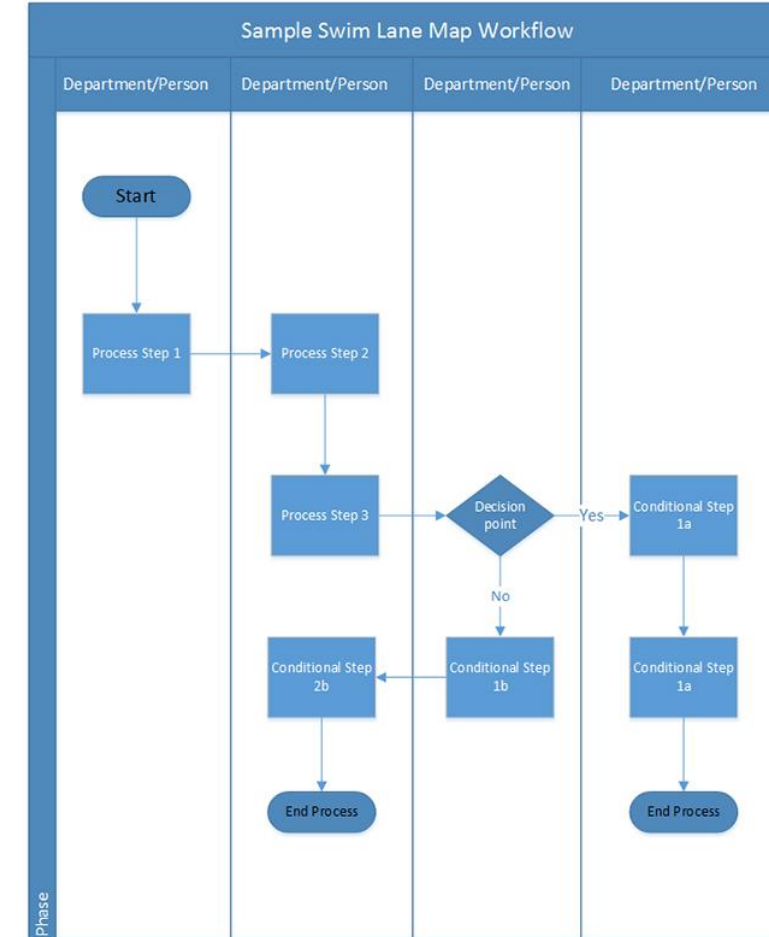 Sample Swim Lane Map Workflow
Department/Person
Department/Person
Department/Person
Department/Person
Start
Process Step 1
Process Step 2
Process Step 3
Decision
point
Yes
Conditional Step
1a
No
Conditional Step
2b
Conditional Step
1b
Conditional Step
1a
End Process
End Process
Phase